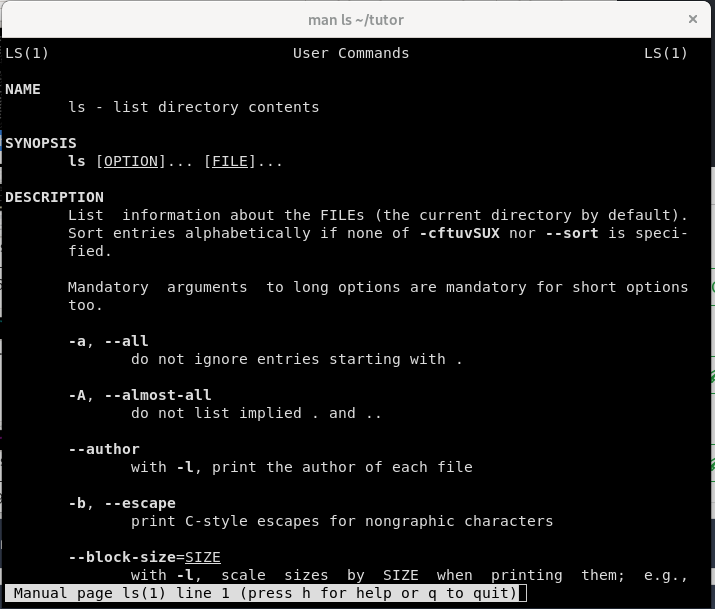 man ls ~/tutor
LS(1) User Commands LS(1)
NAME
ls - list directory contents
SYNOPSIS
ls [OPTION]... [FILE]...
DESCRIPTION
List information about the FILEs (the current directory by default).
Sort entries alphabetically if none of -cftuvSUX nor --sort is speci-
fied.
Mandatory arguments to long options are mandatory for short options
too.
-a, --all
do not ignore entries starting with .
-A, --almost-all
do not list implied . and ..
--author
with -l, print the author of each file
-b, --escape
print C-style escapes for nongraphic characters
--block-size=SIZE
with -l, scale sizes by SIZE when printing them; e.g.,
Manual page ls(1) line 1 (press h for help or q to quit)